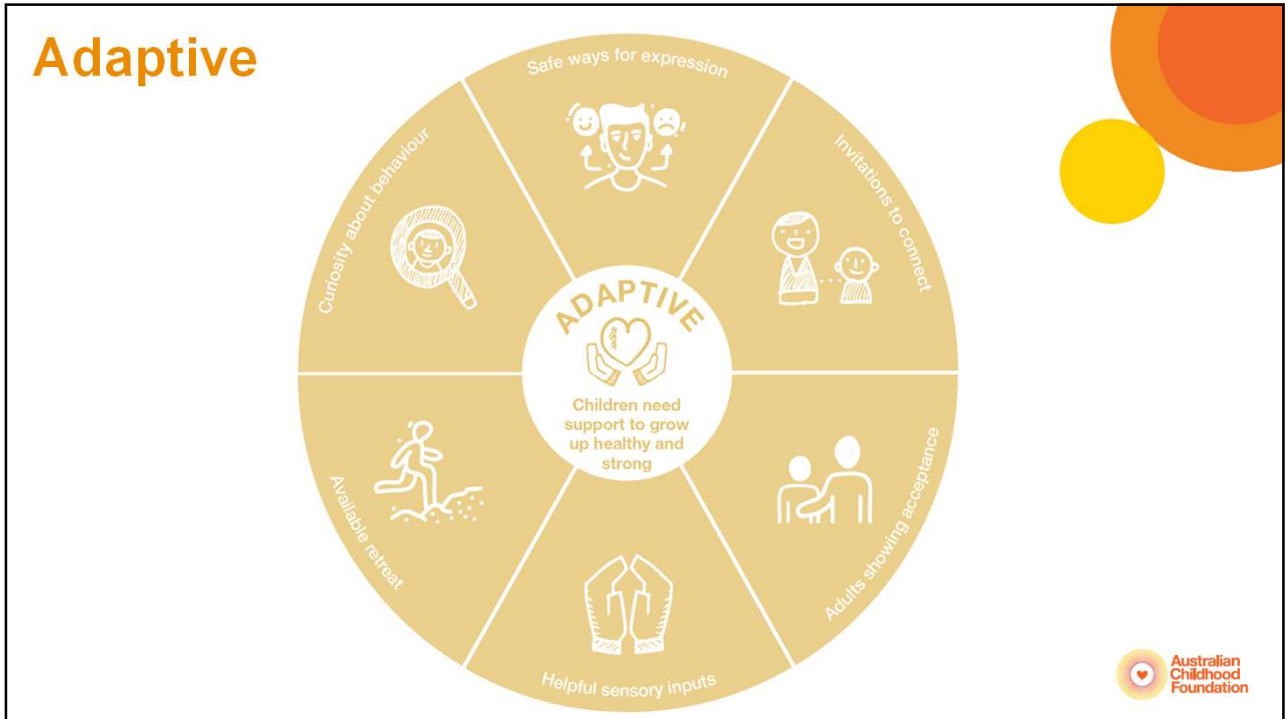 Adaptive
Safe ways for expression
Invitations to connect
Adults showing acceptance
Helpful sensory inputs
Available retreat
Curiosity about behaviour
ADAPTIVE
Children need
support to grow
up healthy and
strong
Australian
Childhood
Foundation